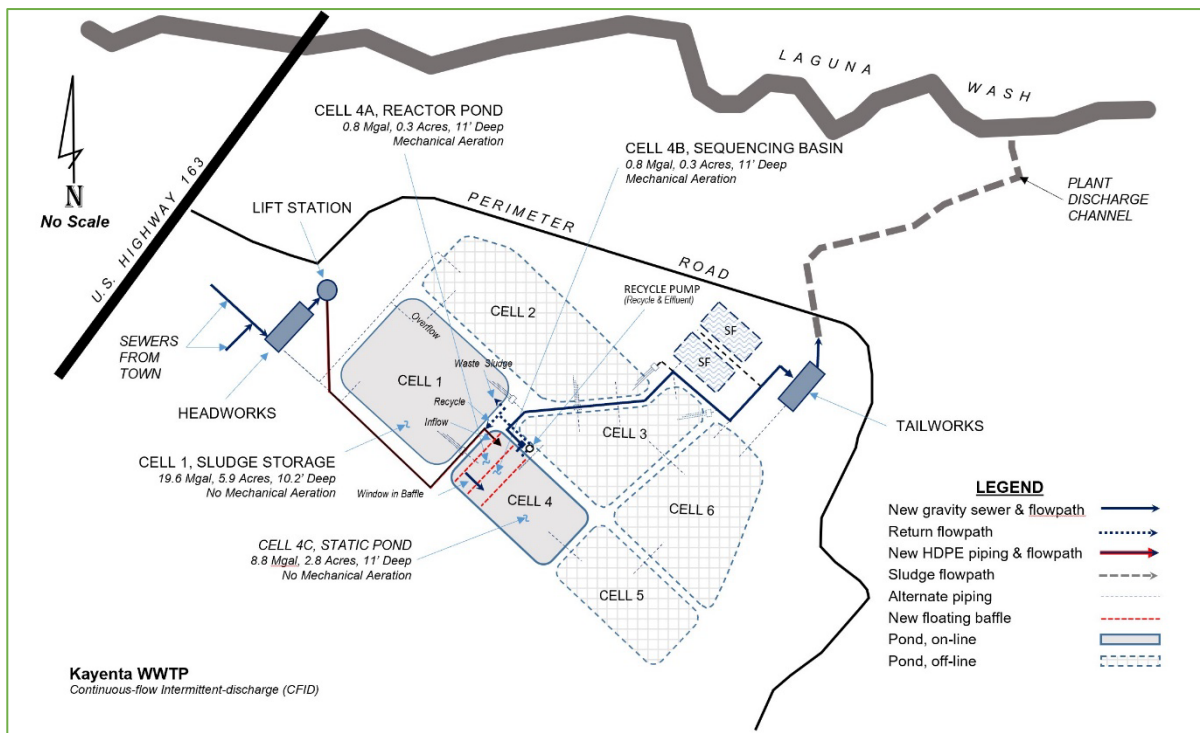 LAGUNA
WASH
U.S. HIGHWAY 163
N
No Scale
CELL 4A, REACTOR POND
0.8 Mgal, 0.3 Acres, 11' Deep
Mechanical Aeration
CELL 4B, SEQUENCING BASIN
0.8 Mgal, 0.3 Acres, 11' Deep
Mechanical Aeration
PLANT
DISCHARGE
CHANNEL
LIFT STATION
PERIMETER
ROAD
RECYCLE PUMP
(Recycle & Effluent)
SEWERS
FROM
TOWN
HEADWORKS
Overflow
CELL 2
SF
SF
CELL 1
Waste Sludge
Recycle
Inflow
CELL 3
TAILWORKS
CELL 1, SLUDGE STORAGE
19.6 Mgal, 5.9 Acres, 10.2' Deep
No Mechanical Aeration
Window in Baffle
CELL 4
CELL 6
CELL 4C, STATIC POND
8.8 Mgal, 2.8 Acres, 11' Deep
No Mechanical Aeration
CELL 5
LEGEND
New gravity sewer & flowpath
Return flowpath
New HDPE piping & flowpath
Sludge flowpath
Alternate piping
New floating baffle
Pond, on-line
Pond, off-line
Kayenta WWTP
Continuous-flow Intermittent-discharge (CFID)